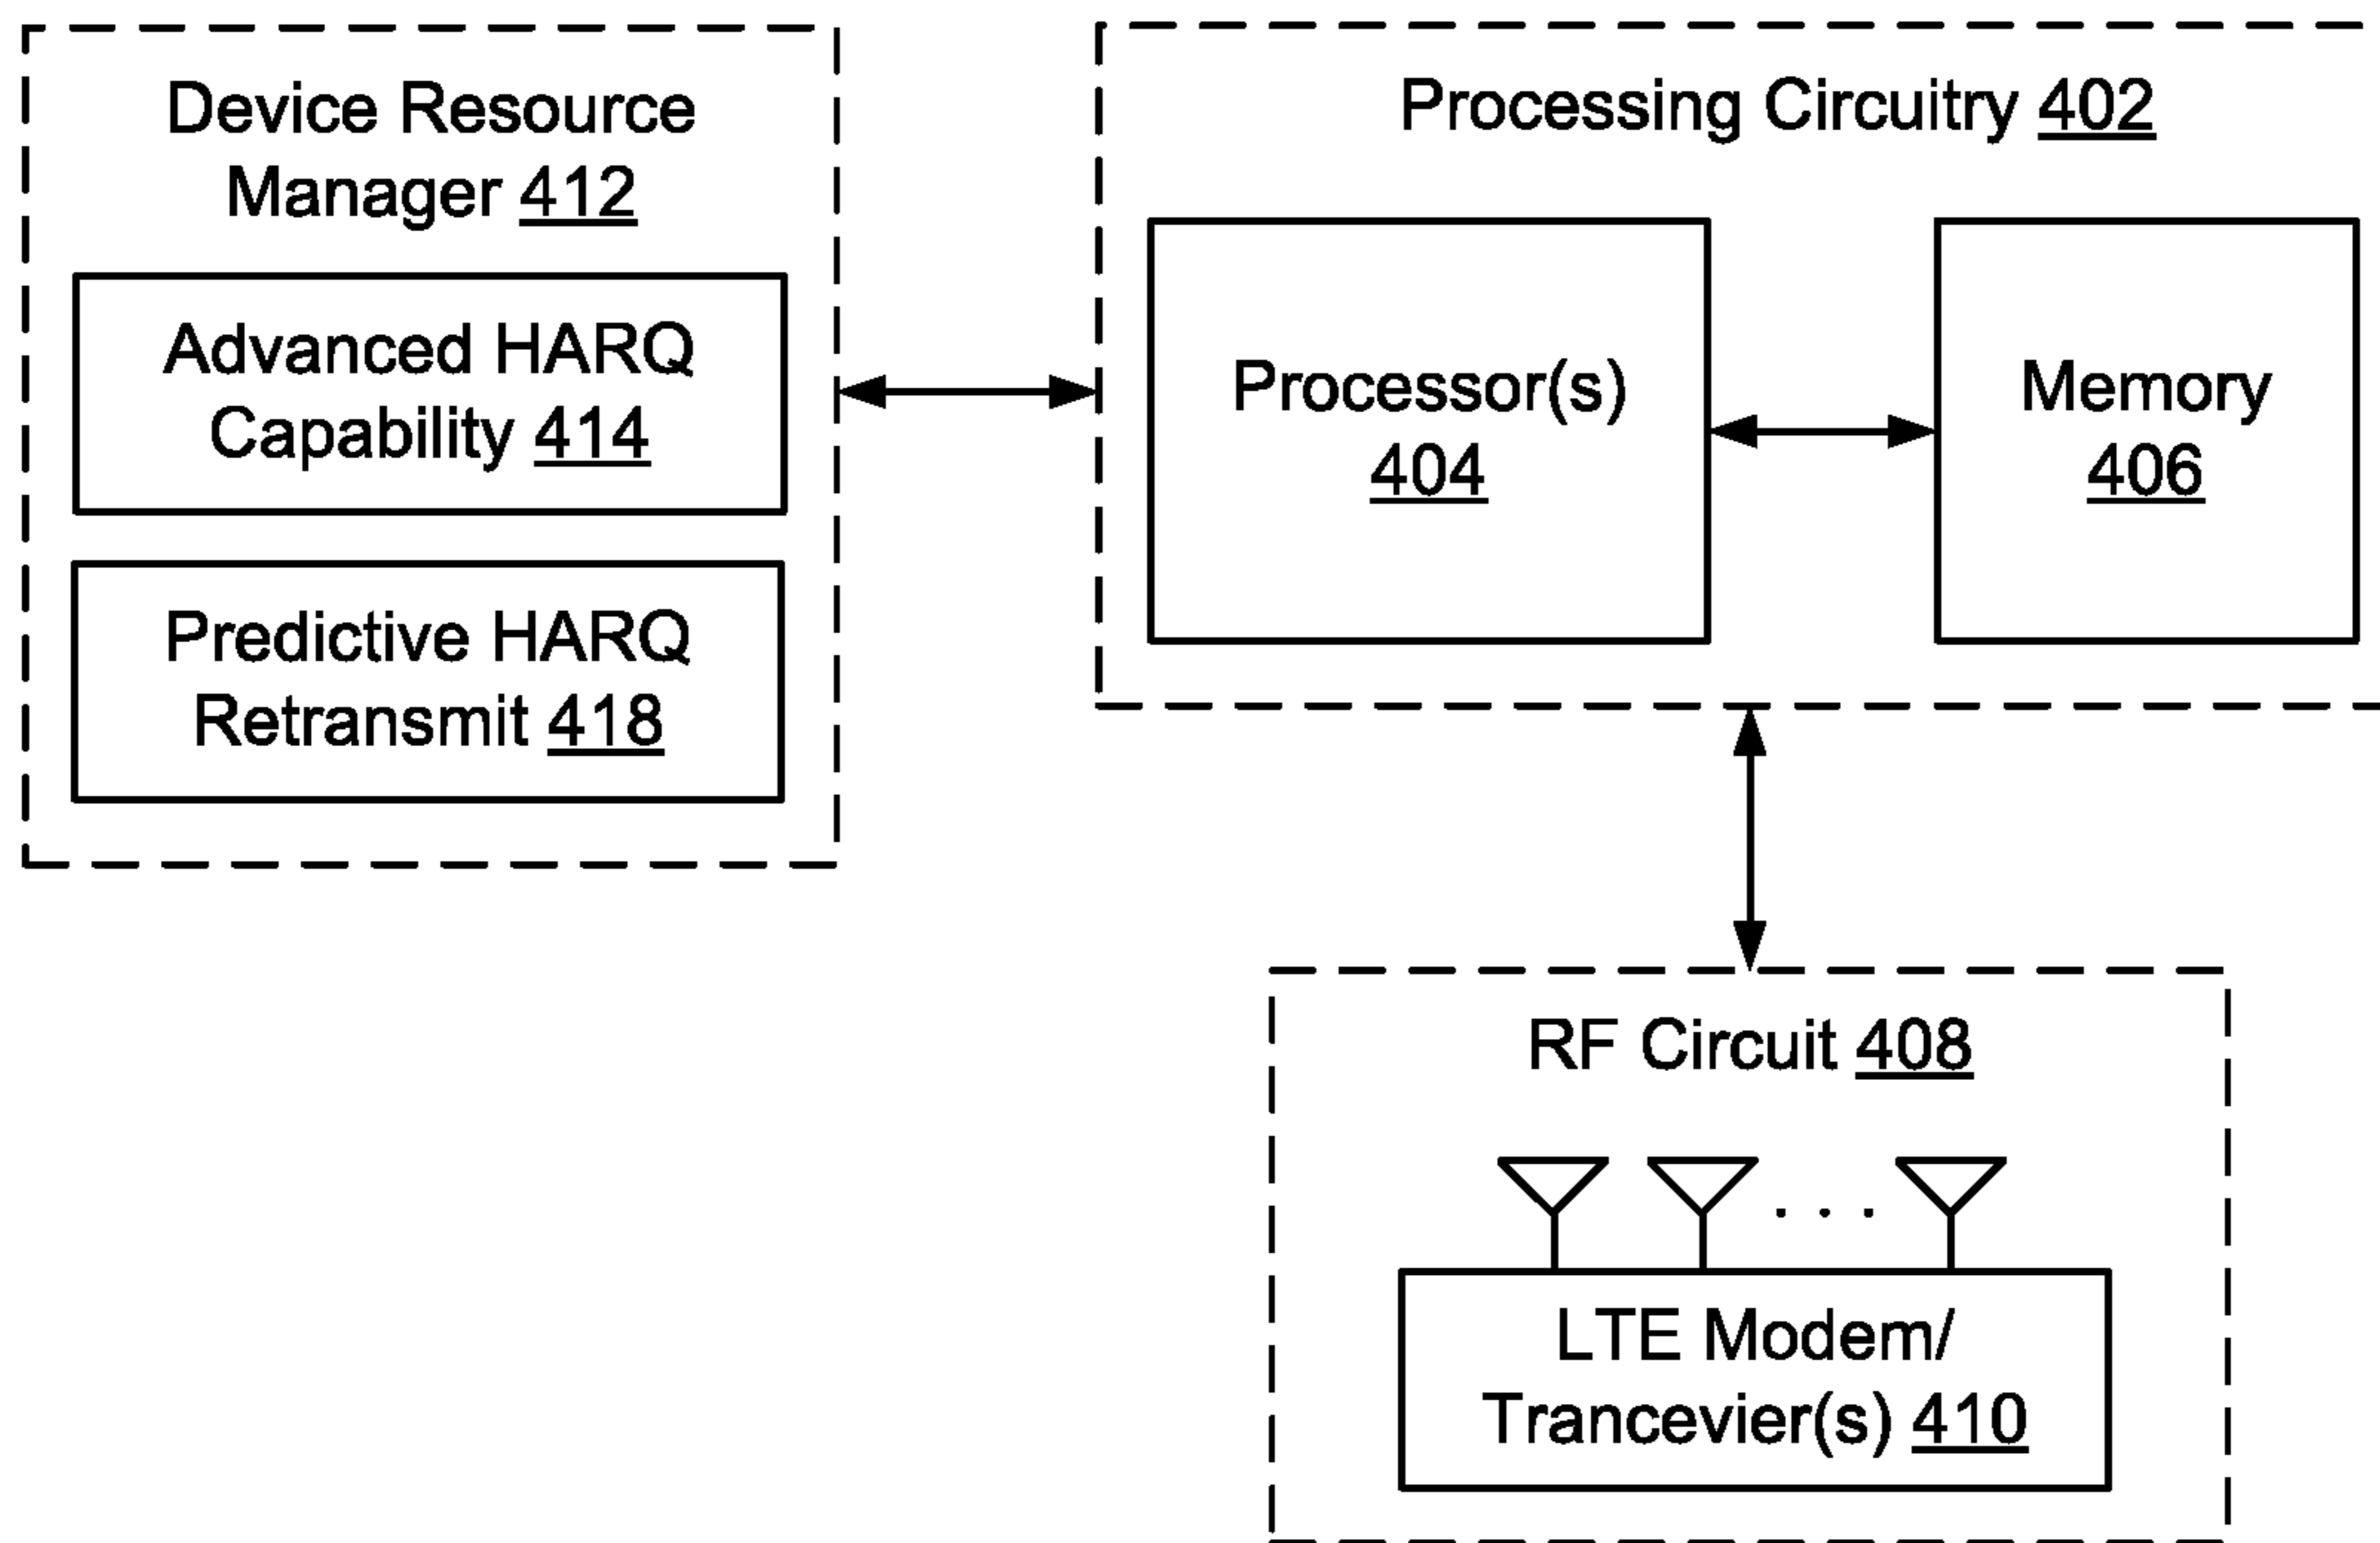 Device Resource
Manager 412
Advanced HARQ
Capability 414
Predictive HARQ
Retransmit 418
Processing Circuitry 402
Processor(s)
404
Memory
406
RF Circuit 408
. . .
LTE Modem/
Trancevier(s) 410